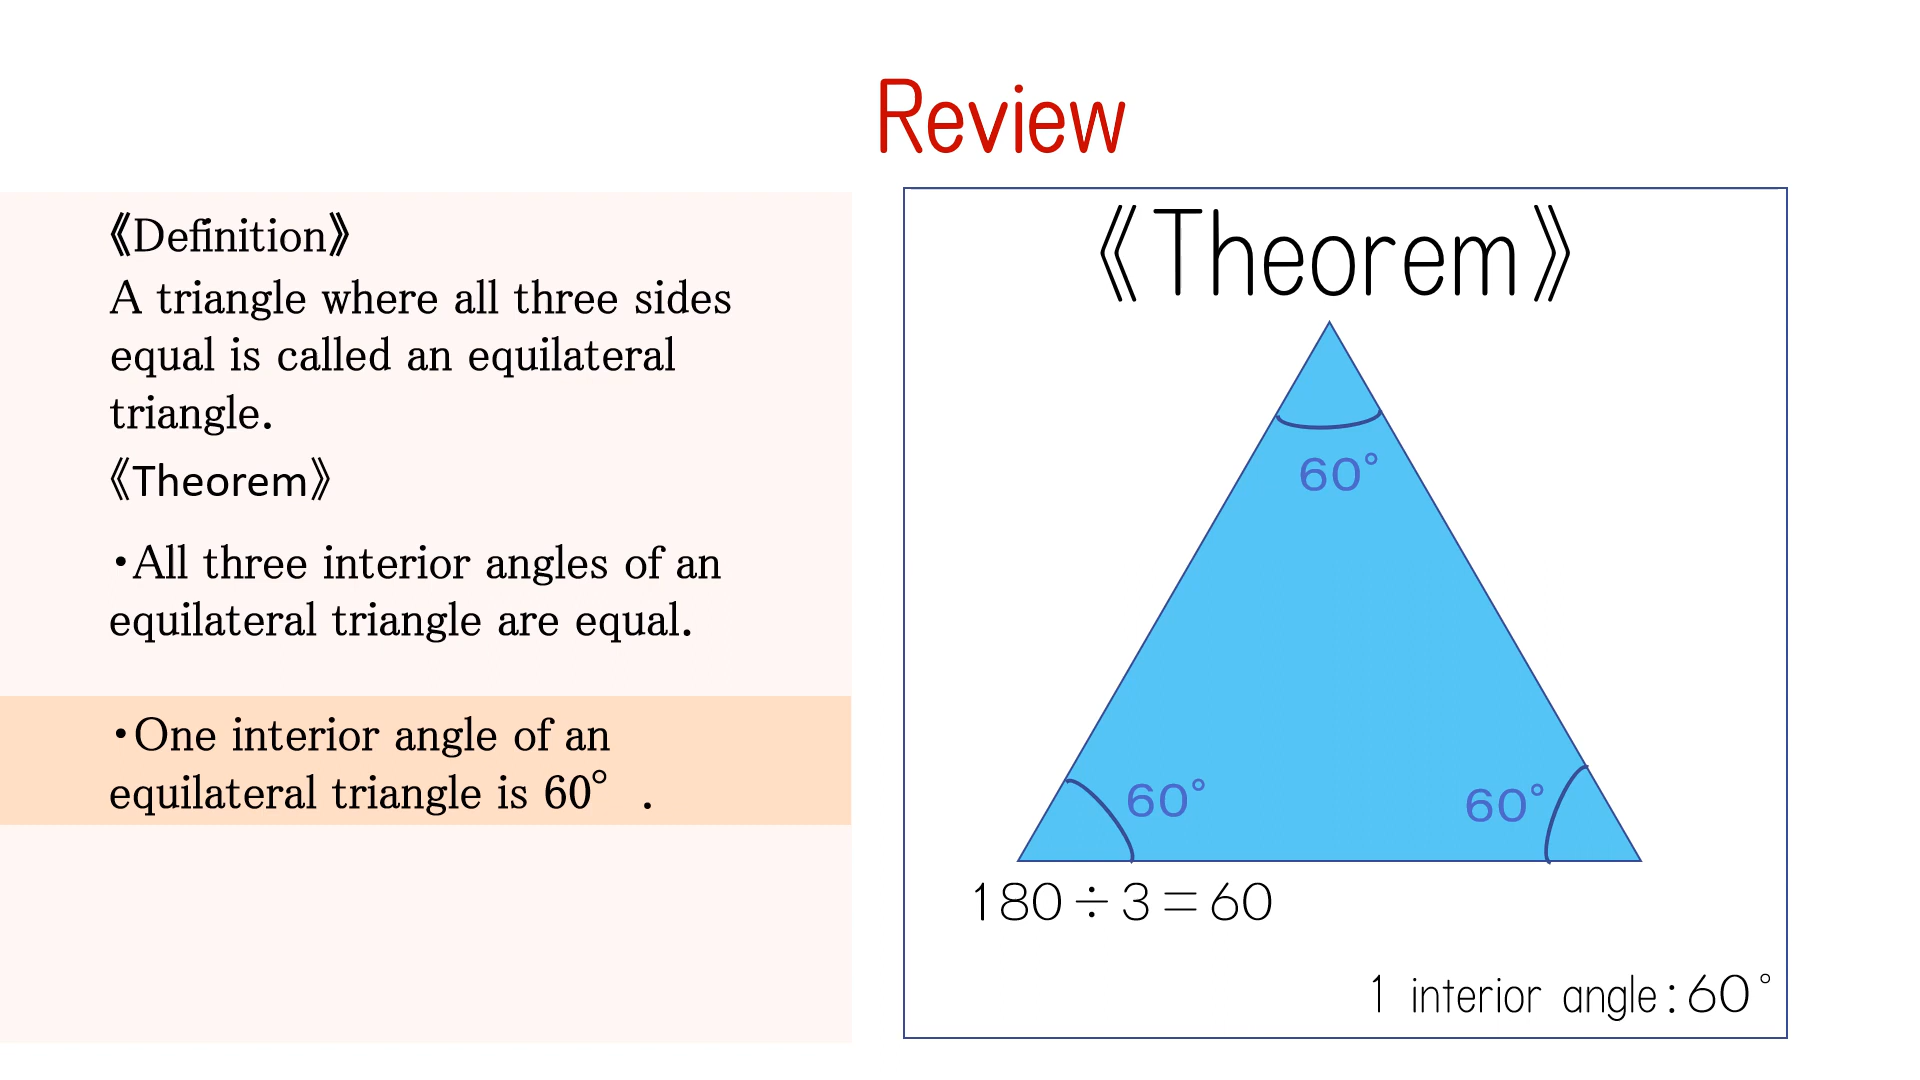 Review
《Definition》
A triangle where all three sides
equal is called an equilateral
triangle.
《Theorem》
・All three interior angles of an
equilateral triangle are equal.
・One interior angle of an
equilateral triangle is 60° .
《Theorem》
60°
60°
60°
180÷3=60
1 interior angle:60°